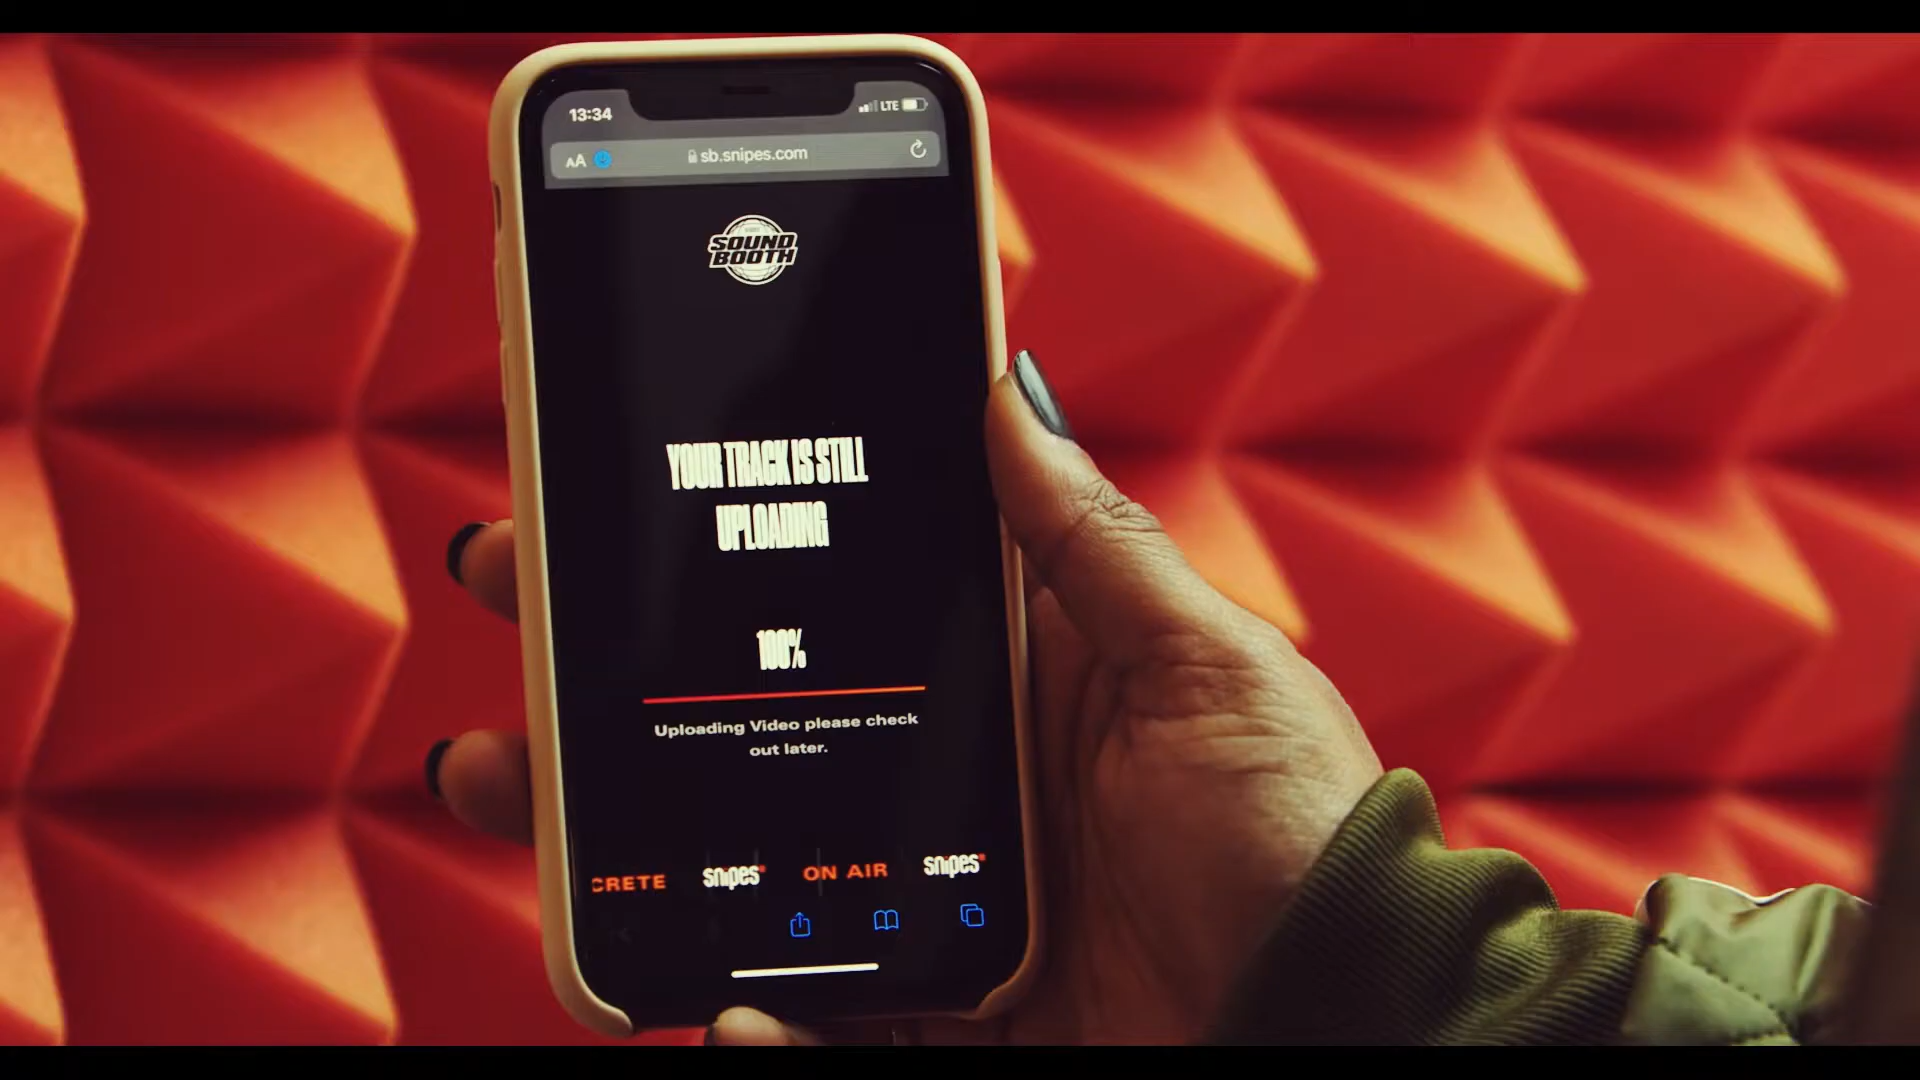 13:34
LTE
AA
sb.snipes.com
SOUND
BOOTH
YOUR TRACK IS STILL
UPLOADING
100%
Uploading Video please check
out later.
CRETE snipes ON AIR snipes